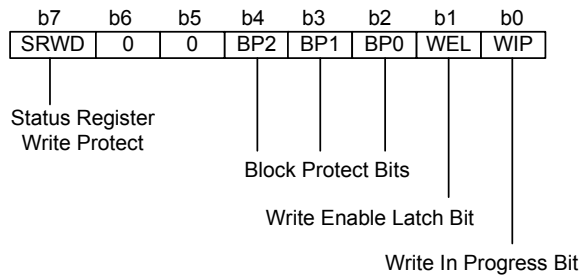 b7 b6 b5 b4 b3 b2 b1 b0
SRWD 0 0 BP2 BP1 BP0 WEL WIP
Status Register
Write Protect
Block Protect Bits
Write Enable Latch Bit
Write In Progress Bit